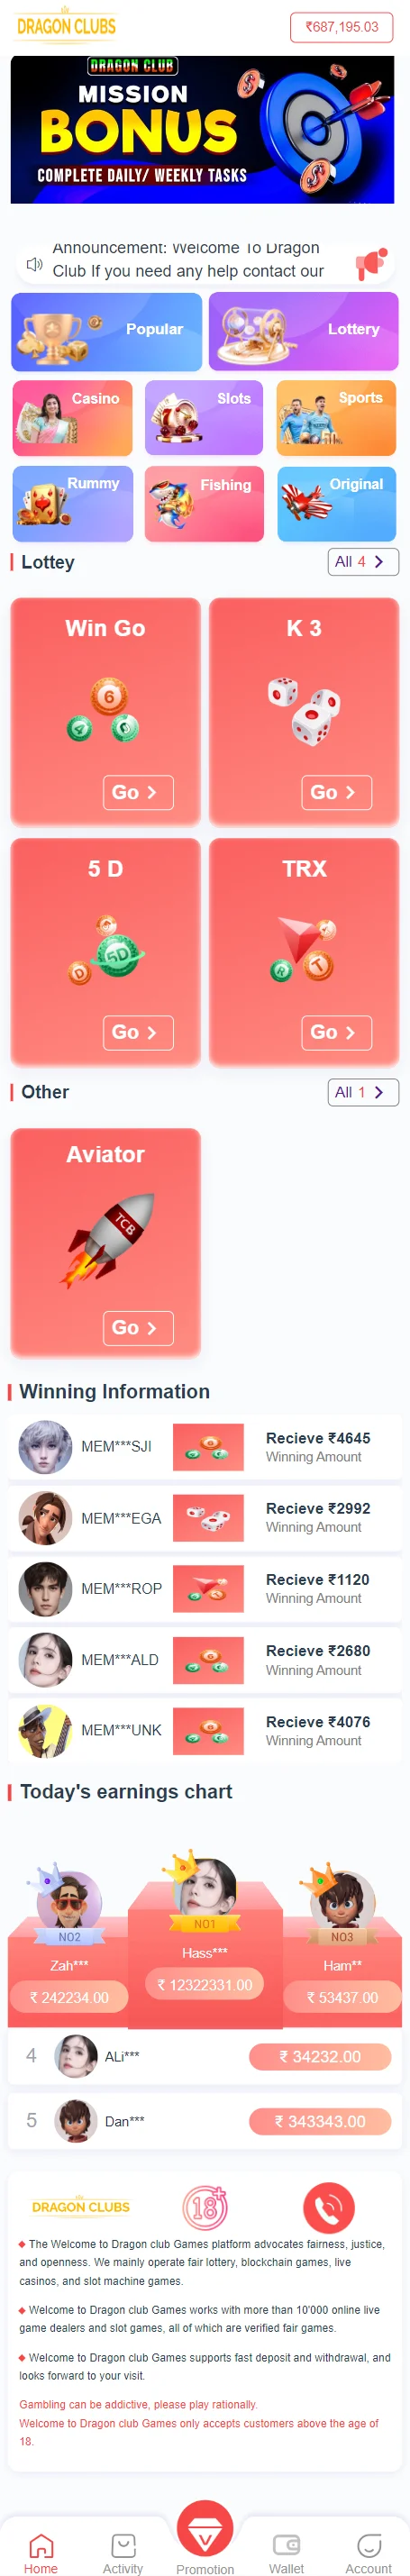 DRAGON CLUBS
₹687,195.03
DRAGON CLUB
MISSION
BONUS
COMPLETE DAILY/ WEEKLY TASKS
Announcement: Welcome To Dragon
Club If you need any help contact our
Popular
Lottery
Casino
Slots
Sports
Rummy
Fishing
Original
Lottey
All 4
Win Go
6
4
K 3
Go
Go
5 D
5D
D
TRX
R
T
Go
Go
Other
All 1
Aviator
TCB
Go
Winning Information
MEM***SJI
Recieve ₹4645
Winning Amount
MEM***EGA
Recieve ₹2992
Winning Amount
MEM***ROP
Recieve ₹1120
Winning Amount
MEM***ALD
Recieve ₹2680
Winning Amount
MEM***UNK
Recieve ₹4076
Winning Amount
Today's earnings chart
NO2
NO1
NO3
Zah***
Hass***
Ham**
₹ 242234.00
₹ 12322331.00
₹ 53437.00
4
ALi***
₹ 34232.00
5
Dan***
₹ 343343.00
DRAGON CLUBS
18+
The Welcome to Dragon club Games platform advocates fairness, justice,
and openness. We mainly operate fair lottery, blockchain games, live
casinos, and slot machine games.
Welcome to Dragon club Games works with more than 10'000 online live
game dealers and slot games, all of which are verified fair games.
Welcome to Dragon club Games supports fast deposit and withdrawal, and
looks forward to your visit.
Gambling can be addictive, please play rationally.
Welcome to Dragon club Games only accepts customers above the age of
18.
Home
Activity
Promotion
Wallet
Account